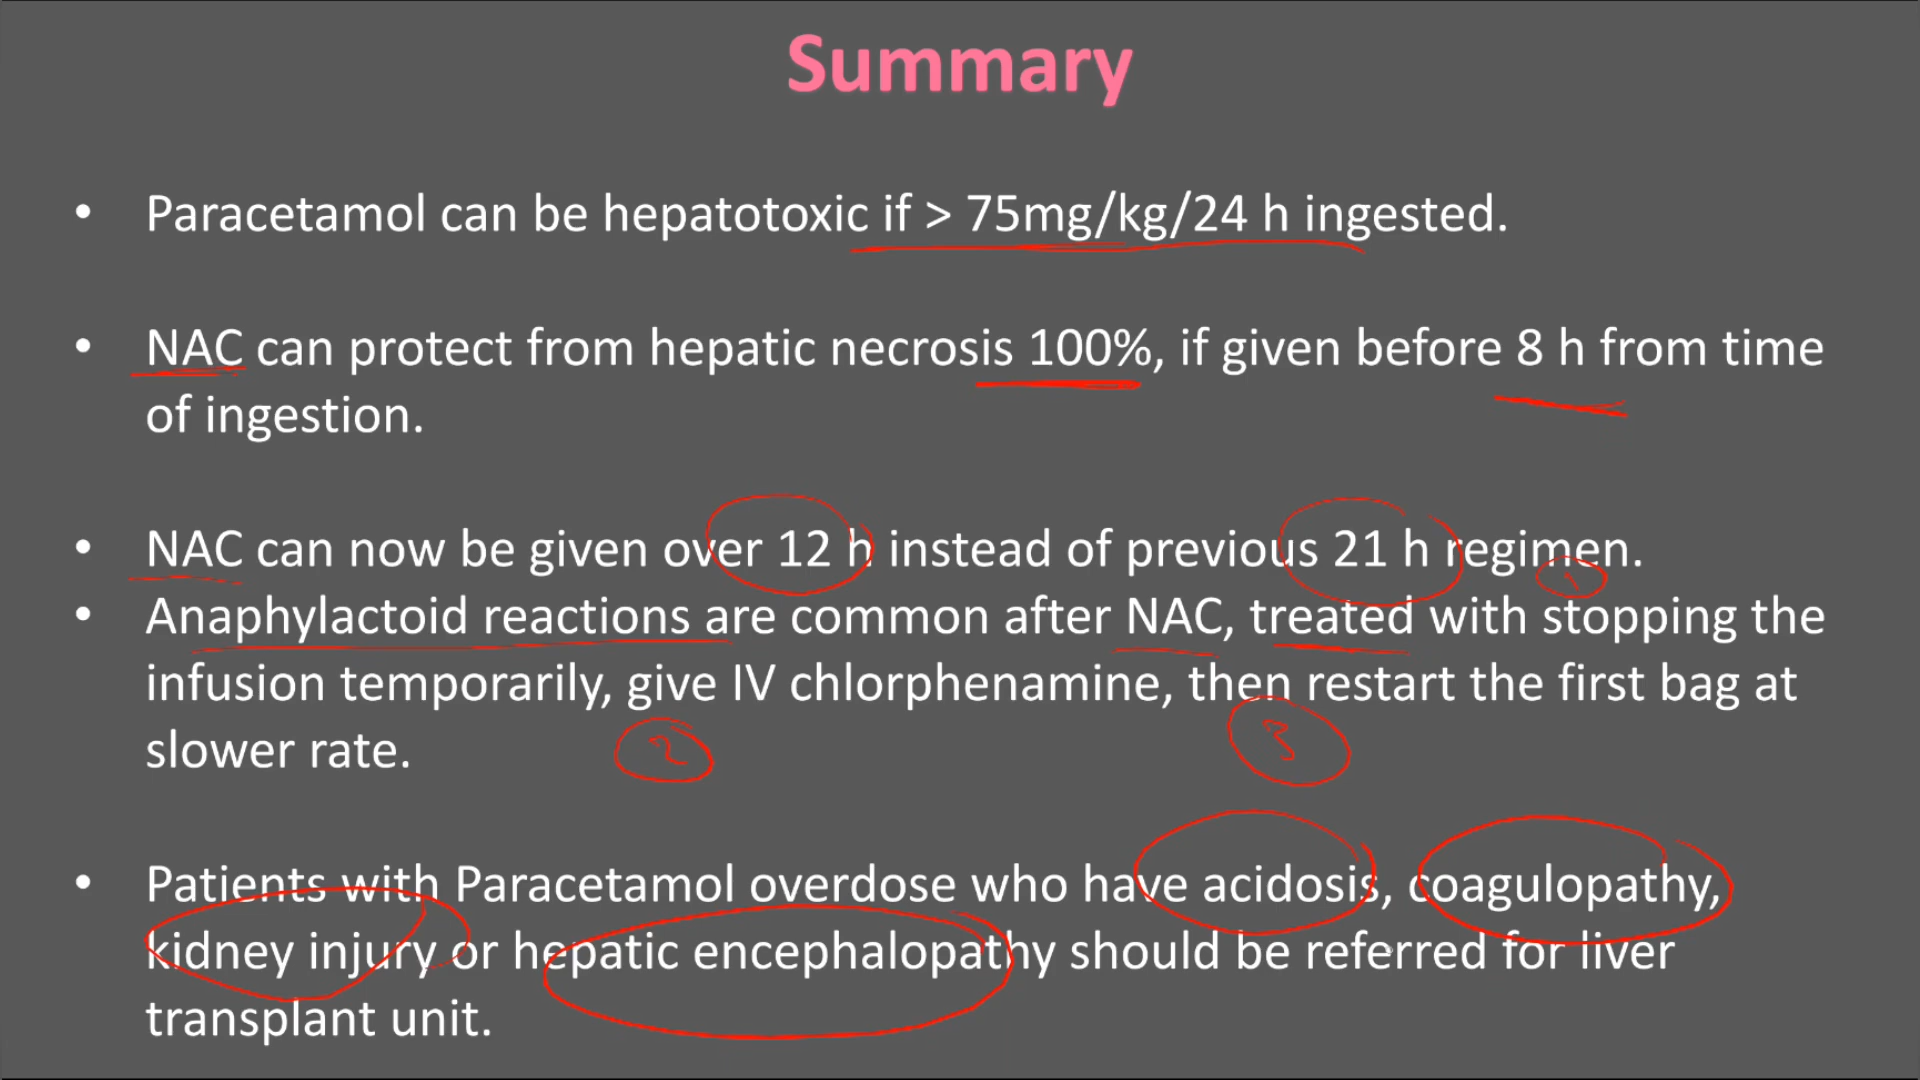 Summary
• Paracetamol can be hepatotoxic if > 75mg/kg/24 h ingested.
• NAC can protect from hepatic necrosis 100%, if given before 8 h from time
of ingestion.
• NAC can now be given over 12 h instead of previous 21 h regimen.
1
• Anaphylactoid reactions are common after NAC, treated with stopping the
infusion temporarily, give IV chlorphenamine, then restart the first bag at
slower rate.
2
3
• Patients with Paracetamol overdose who have acidosis, coagulopathy,
kidney injury or hepatic encephalopathy should be referred for liver
transplant unit.